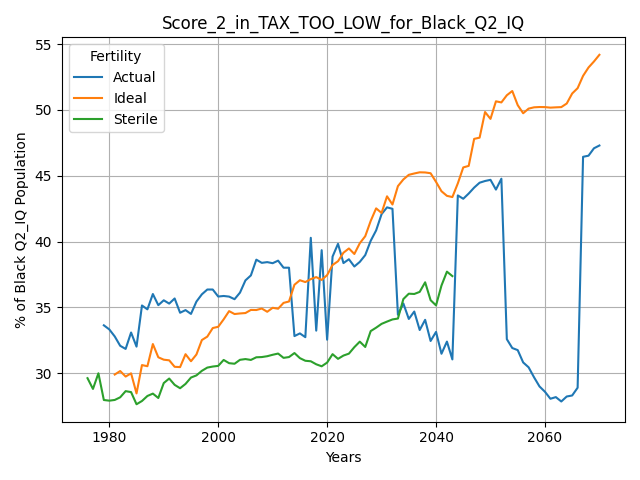 Score_2_in_TAX_TOO_LOW_for_Black_Q2_IQ
% of Black Q2_IQ Population
55
50
45
40
35
30
Fertility
Actual
Ideal
Sterile
1980
2000
2020
2040
2060
Years